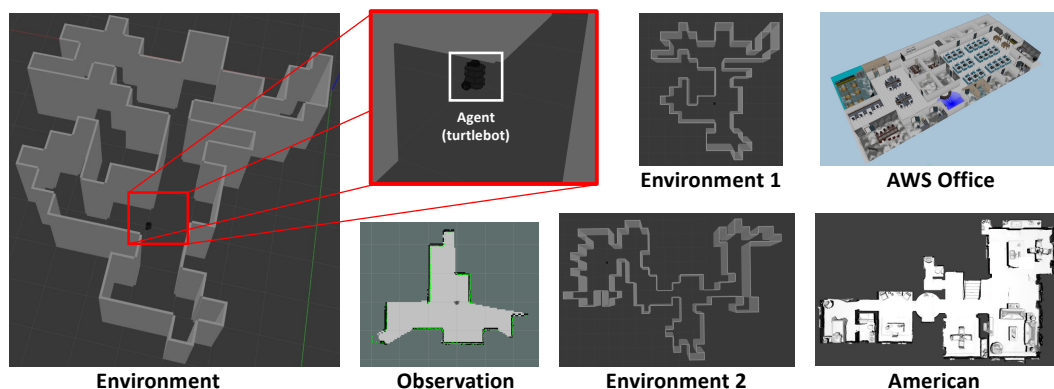 Agent
(turtlebot)
Environment 1
AWS Office
Environment
Observation
Environment 2
American